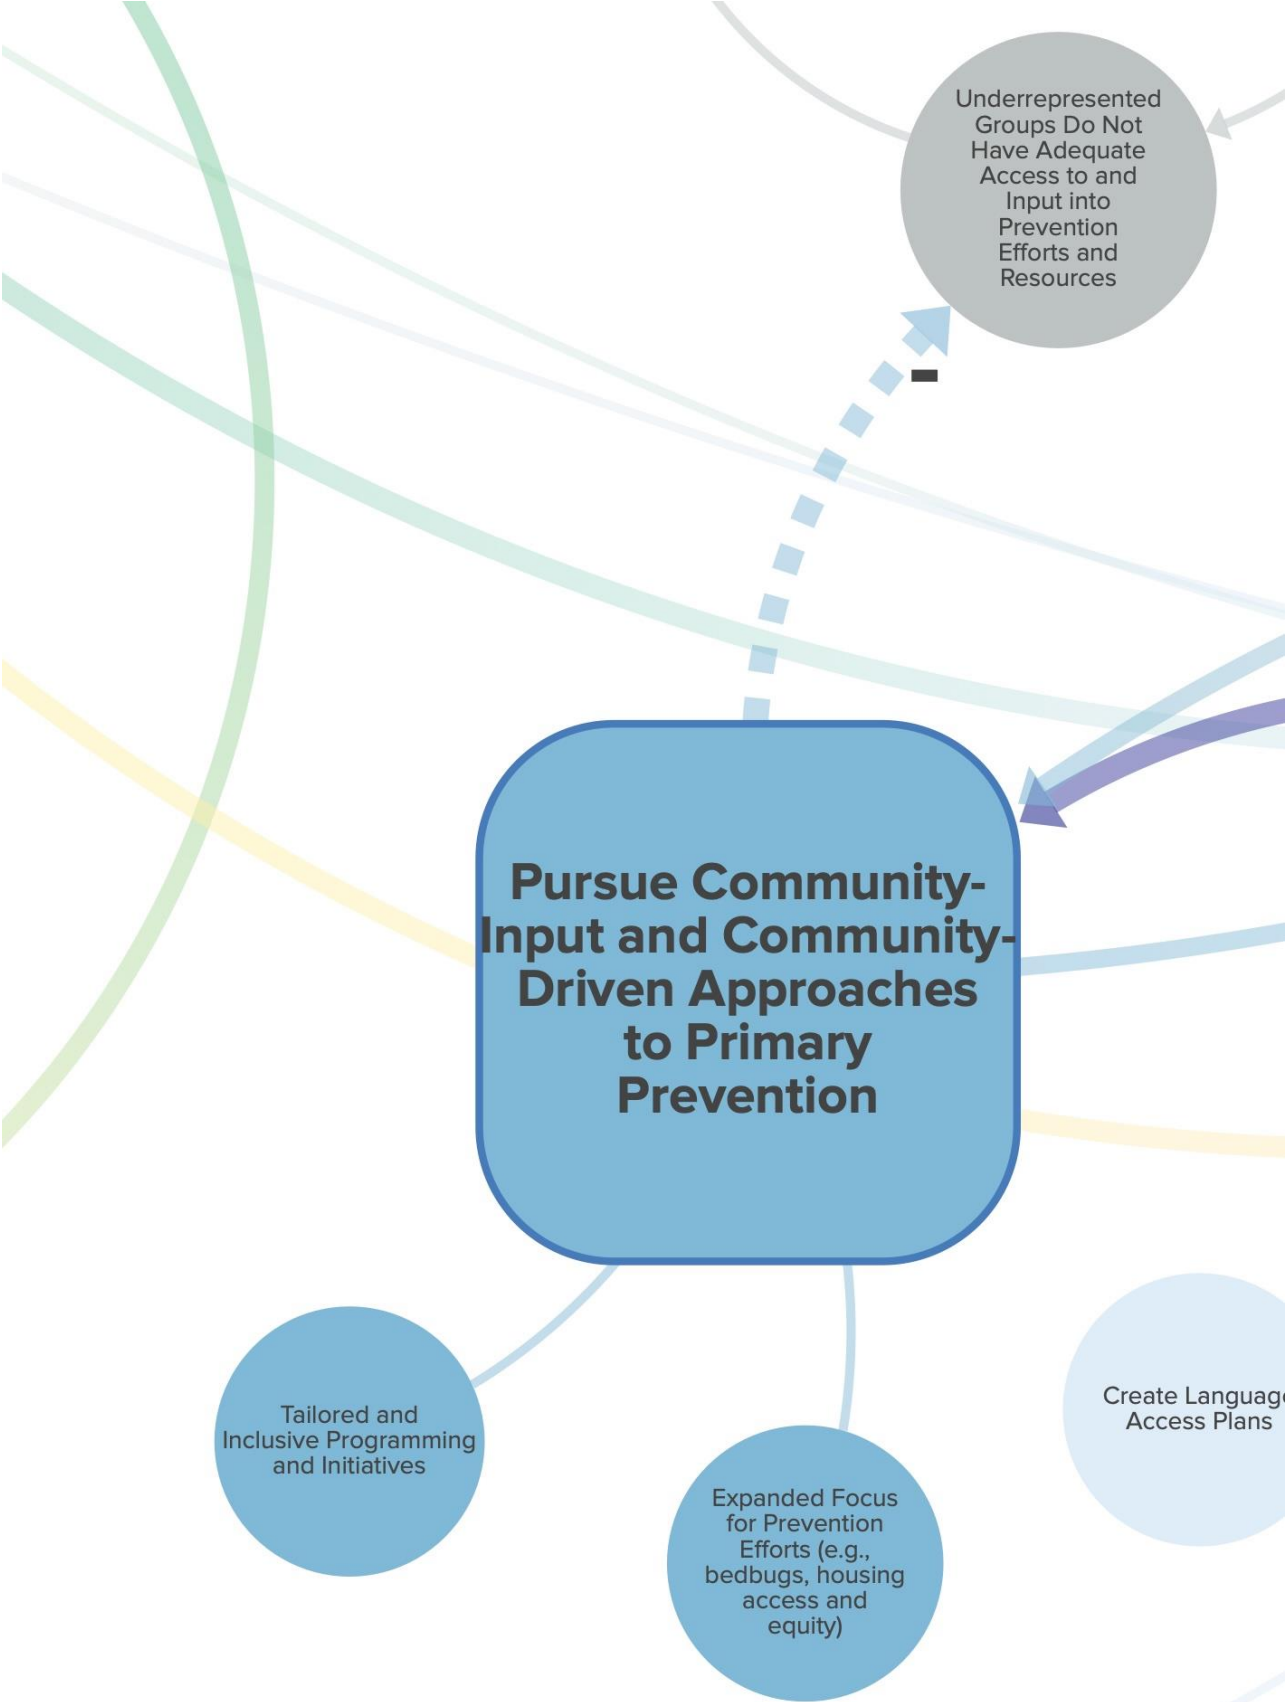 Underrepresented
Groups Do Not
Have Adequate
Access to and
Input into
Prevention
Efforts and
Resources
-
Pursue Community-
Input and Community-
Driven Approaches
to Primary
Prevention
Tailored and
Inclusive Programming
and Initiatives
Create Language
Access Plans
Expanded Focus
for Prevention
Efforts (e.g.,
bedbugs, housing
access and
equity)